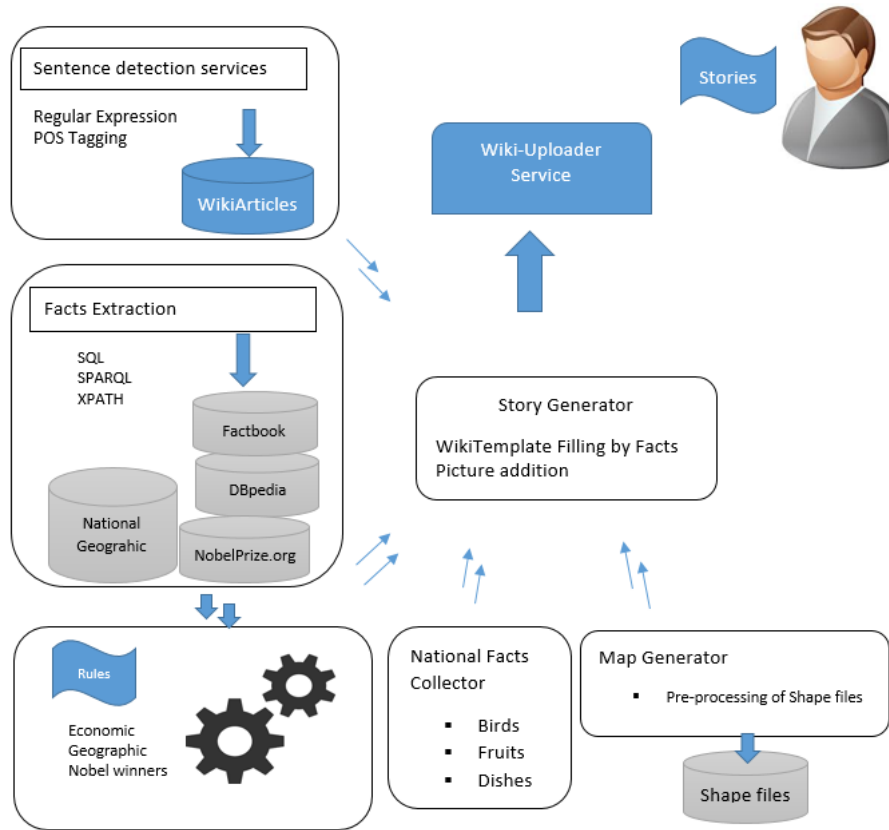 Sentence detection services
Regular Expression
POS Tagging
WikiArticles
Stories
Wiki-Uploader
Service
Facts Extraction
SQL
SPARQL
XPATH
Factbook
DBpedia
National
Geograhic
NobelPrize.org
Story Generator
WikiTemplate Filling by Facts
Picture addition
Rules
Economic
Geographic
Nobel winners
National Facts
Collector
▪ Birds
▪ Fruits
▪ Dishes
Map Generator
▪ Pre-processing of Shape files
Shape files